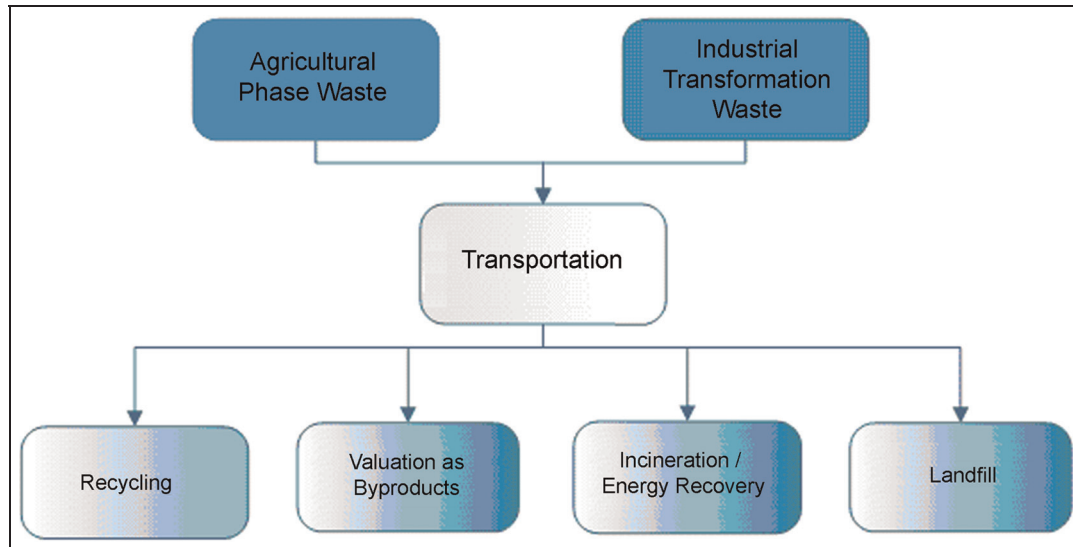 Agricultural
Phase Waste
Industrial
Transformation
Waste
Transportation
Recycling
Valuation as
Byproducts
Incineration /
Energy Recovery
Landfill